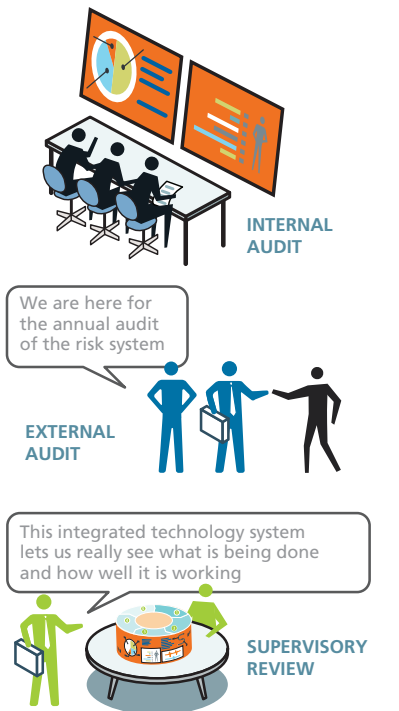 INTERNAL
AUDIT
We are here for
the annual audit
of the risk system
EXTERNAL
AUDIT
This integrated technology system
lets us really see what is being done
and how well it is working
SUPERVISORY
REVIEW